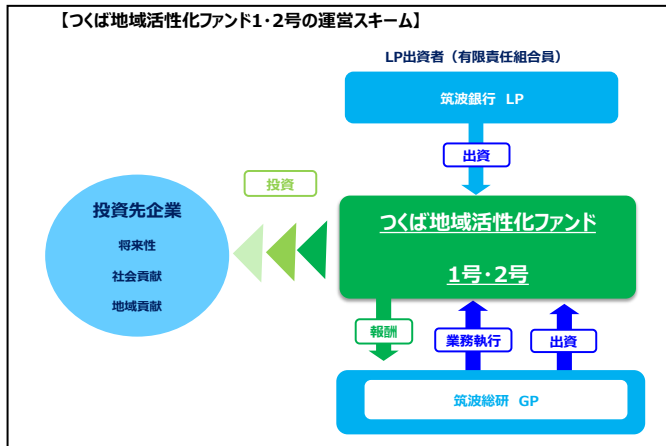 【つくば地域活性化ファンド1・2号の運営スキーム】
LP出資者（有限責任組合員）
筑波銀行 LP
出資
投資
投資先企業
将来性
社会貢献
地域貢献
つくば地域活性化ファンド
1号・2号
報酬
業務執行
出資
筑波総研 GP